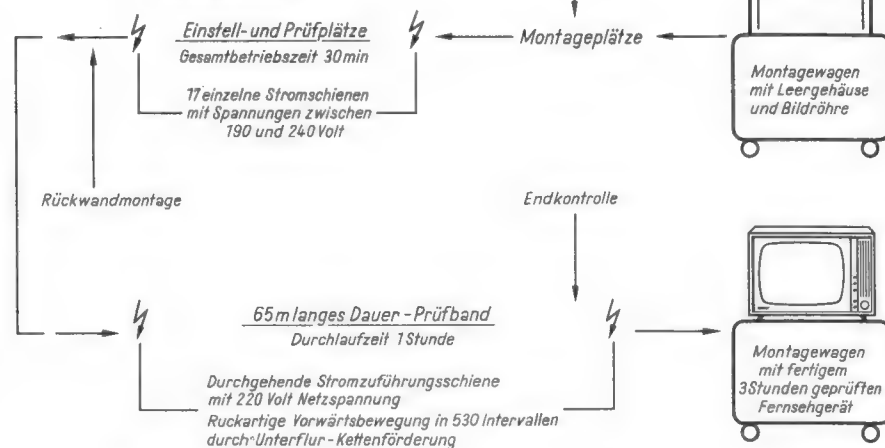 Einstell- und Prüfplätze
Gesamtbetriebszeit 30 min
Montageplätze
Montagewagen
mit Leergehäuse
und Bildröhre
17 einzelne Stromschienen
mit Spannungen zwischen
190 und 240 Volt
Rückwandmontage
Endkontrolle
65 m langes Dauer-Prüfband
Durchlaufzeit 1 Stunde
Durchgehende Stromzuführungsschiene
mit 220 Volt Netzspannung
Ruckartige Vorwärtsbewegung in 530 Intervallen
durch Unterflur-Kettenförderung
Montagewagen
mit fertigem
3 Stunden geprüften
Fernsehgerät